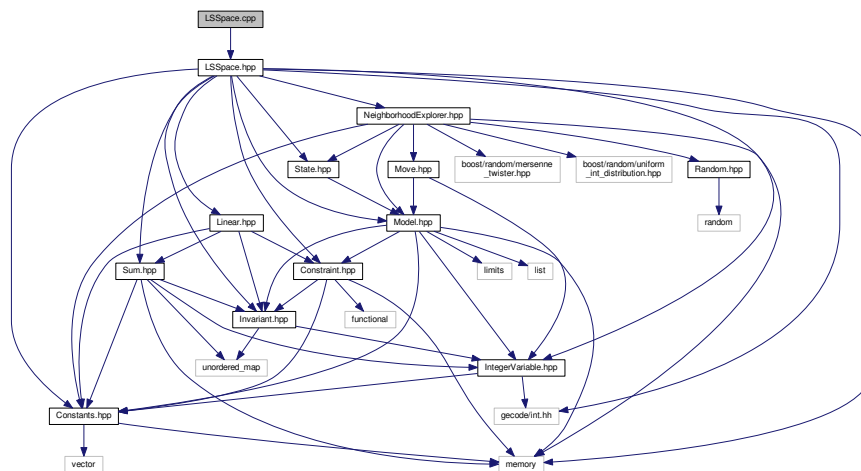 LSSpace.cpp
LSSpace.hpp
NeighborhoodExplorer.hpp
State.hpp
Move.hpp
boost/random/mersenne
_twister.hpp
boost/random/uniform
_int_distribution.hpp
Random.hpp
Linear.hpp
Model.hpp
random
Sum.hpp
Constraint.hpp
limits
list
Invariant.hpp
functional
unordered_map
IntegerVariable.hpp
Constants.hpp
gecode/int.hh
vector
memory